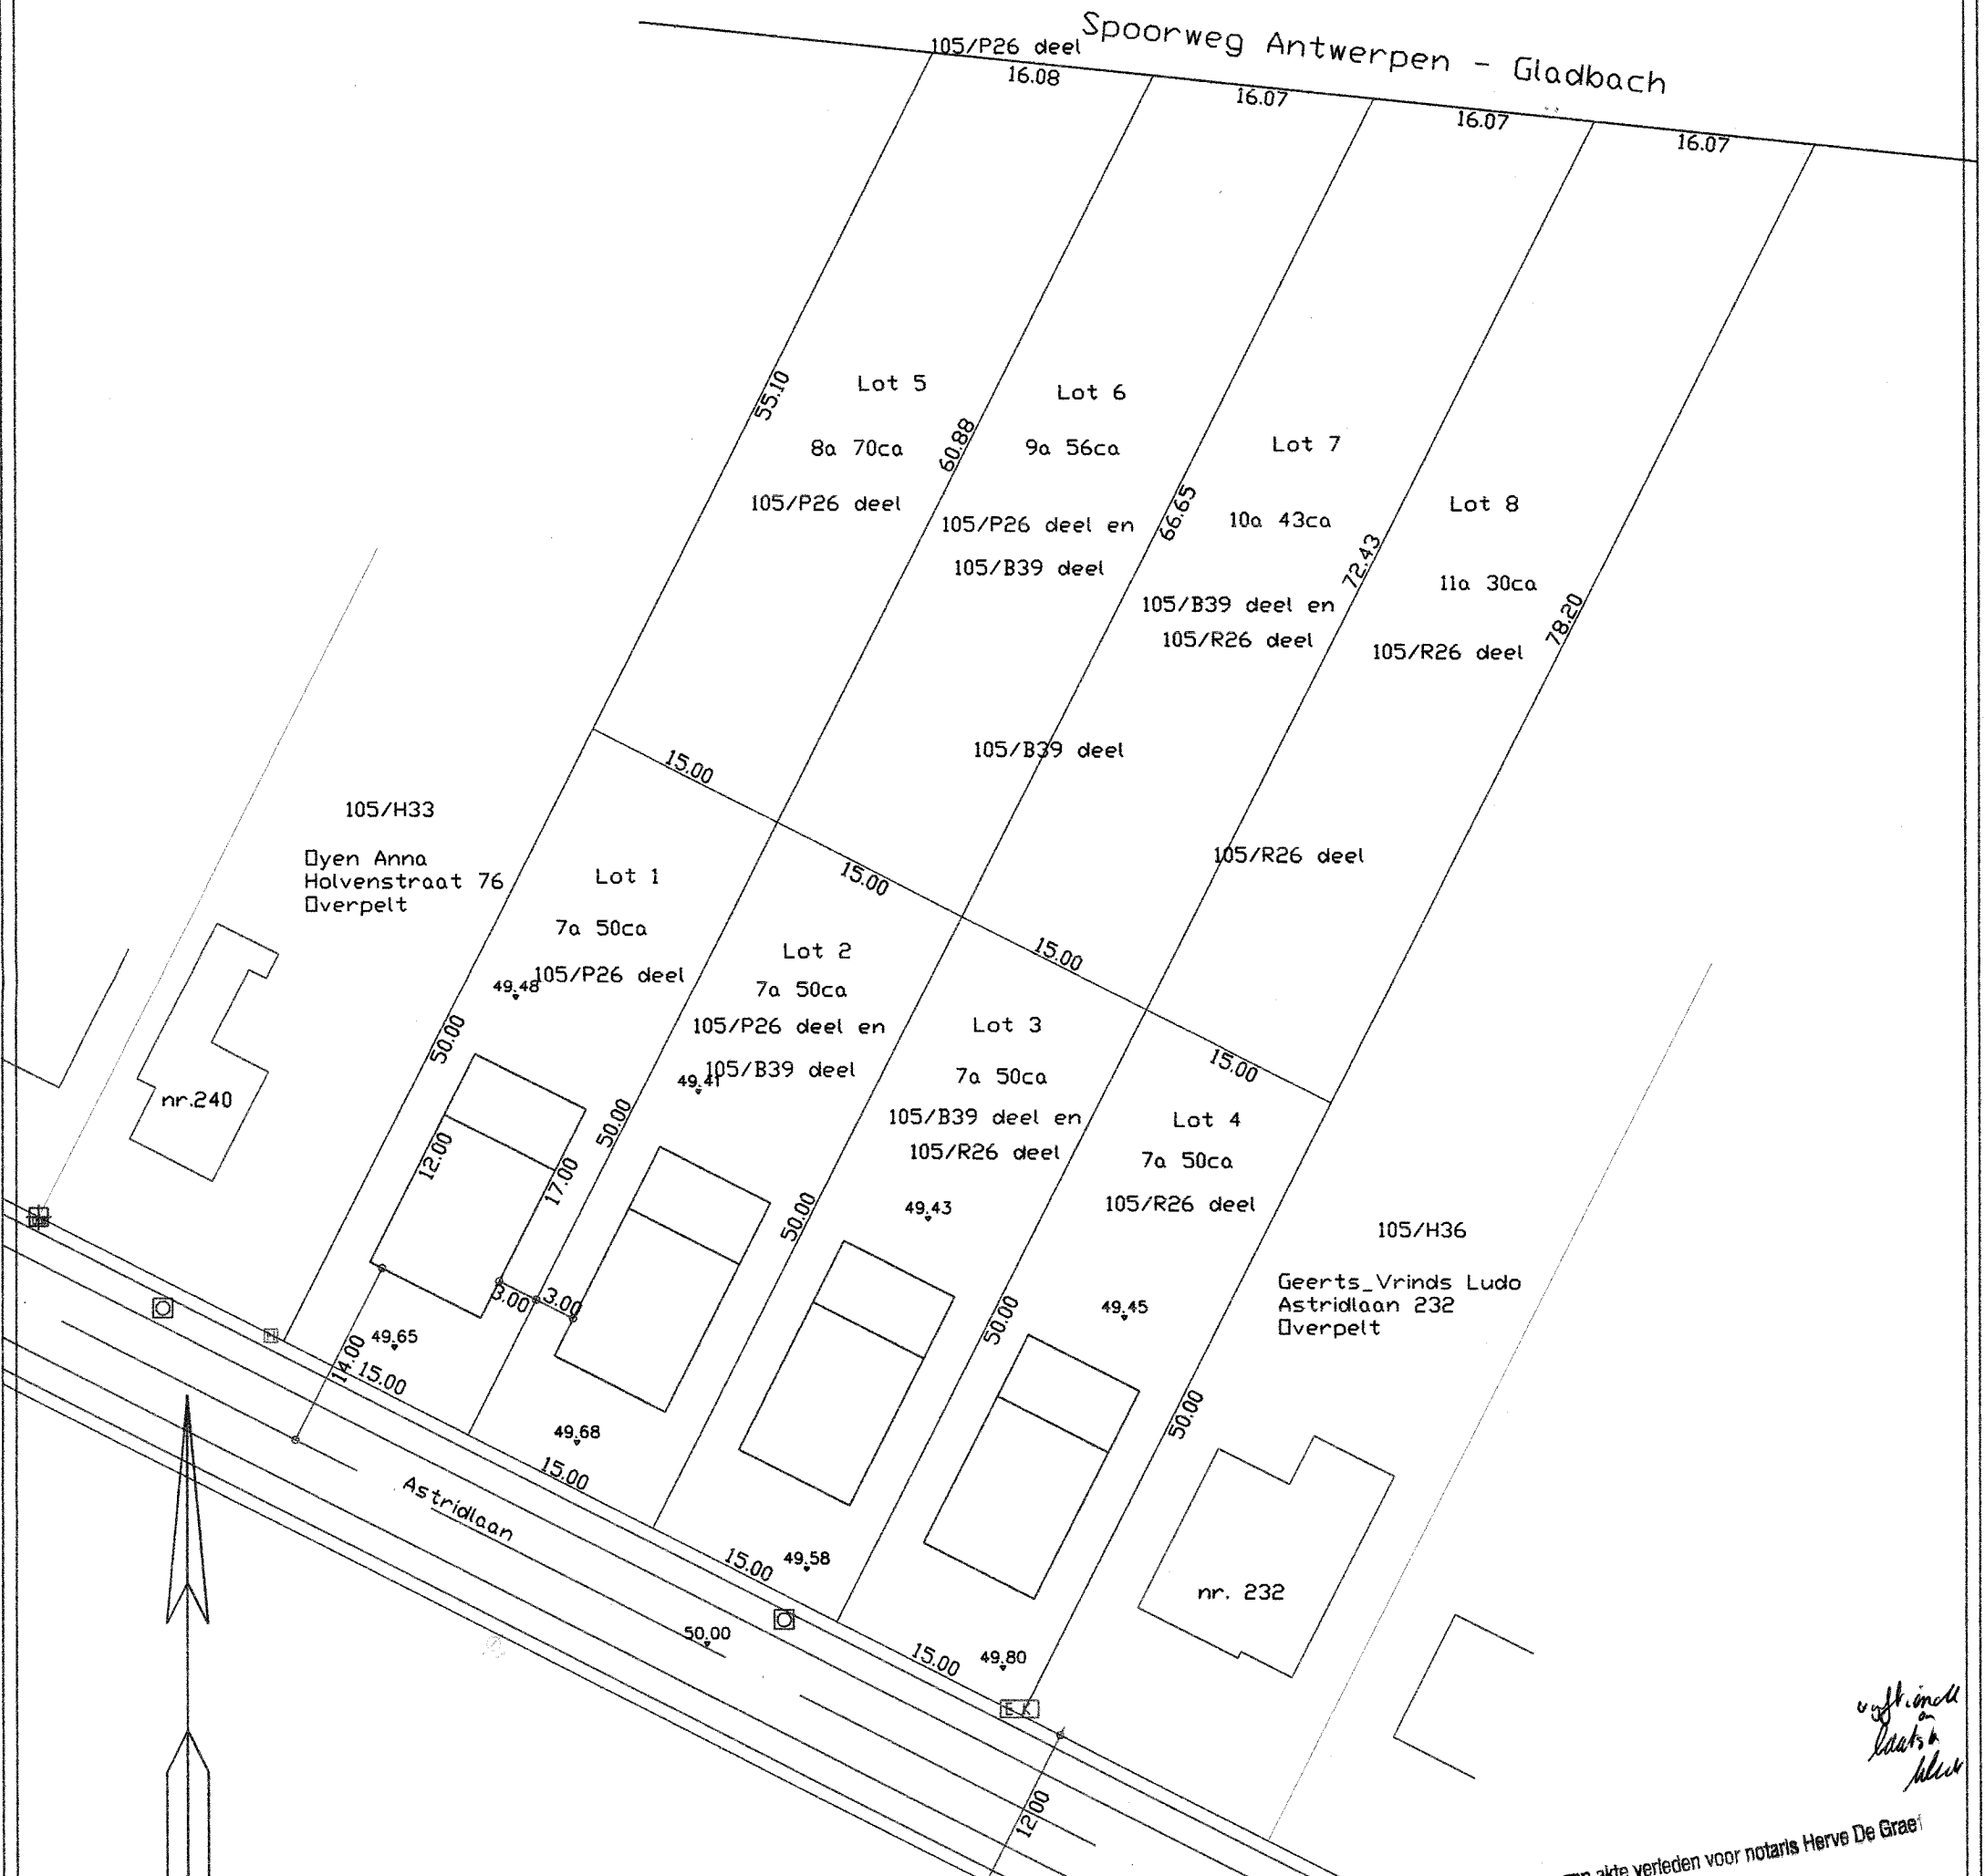 Spoorweg Antwerpen - Gladbach
105/P26 deel
16.08
16.07
16.07
16.07
55.10
Lot 5
8a 70ca
105/P26 deel
60.88
Lot 6
9a 56ca
105/P26 deel en
105/B39 deel
66.65
Lot 7
10a 43ca
105/B39 deel en
105/R26 deel
72.43
Lot 8
11a 30ca
105/R26 deel
78.20
105/B39 deel
105/R26 deel
15.00
15.00
15.00
15.00
105/H33
Oyen Anna
Holvenstraat 76
Overpelt
nr.240
Lot 1
7a 50ca
105/P26 deel
49.48
50.00
12.00
17.00
50.00
Lot 2
7a 50ca
105/P26 deel en
105/B39 deel
49.41
50.00
Lot 3
7a 50ca
105/B39 deel en
105/R26 deel
49.43
50.00
Lot 4
7a 50ca
105/R26 deel
49.45
50.00
105/H36
Geerts_Vrinds Ludo
Astridlaan 232
Overpelt
nr. 232
3.00
3.00
49.65
14.00
15.00
49.68
15.00
Astridlaan
15.00
49.58
50.00
15.00
49.80
E K
12.00
akte verleden voor notaris Herve De Graef